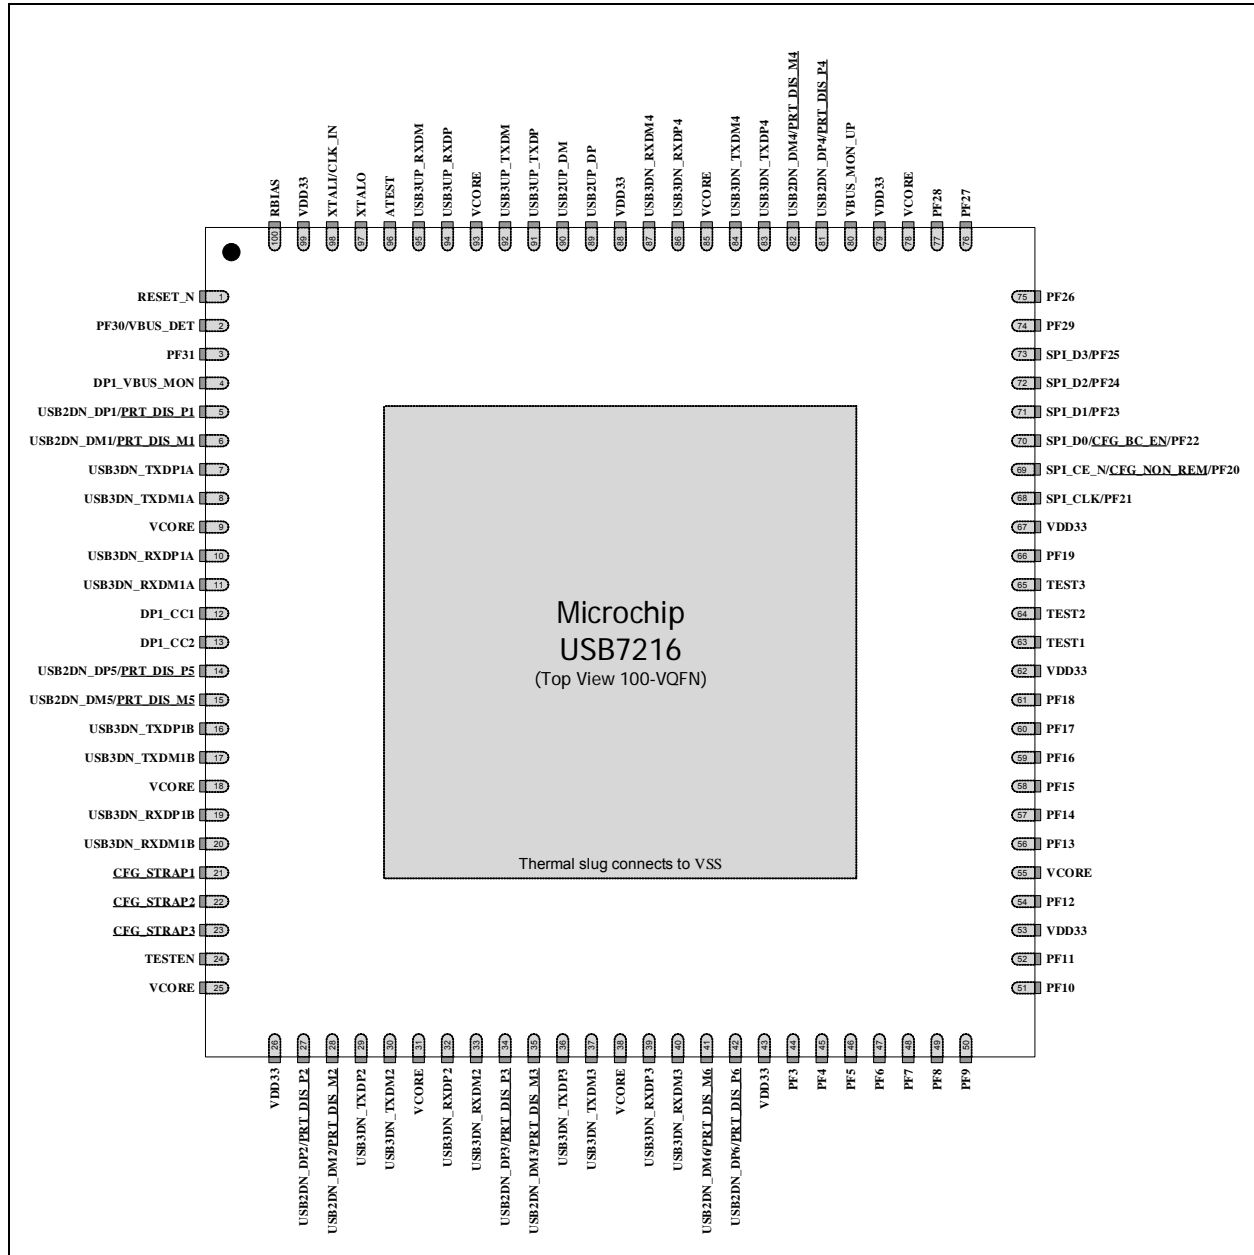 RBIAS
VDD33
XTALI/CLK_IN
XTALO
ATEST
USB3UP_RXDM
USB3UP_RXDP
VCORE
USB3UP_TXDM
USB3UP_TXDP
USB2UP_DM
USB2UP_DP
VDD33
USB3DN_RXDM4
USB3DN_RXDP4
VCORE
USB3DN_TXDM4
USB3DN_TXDP4
USB2DN_DM4/PRT_DIS_M4
USB2DN_DP4/PRT_DIS_P4
VBUS_MON_UP
VDD33
VCORE
PF28
PF27
100
99
98
97
96
95
94
93
92
91
90
89
88
87
86
85
84
83
82
81
80
79
78
77
76
RESET_N 1
PF30/VBUS_DET 2
PF31 3
DP1_VBUS_MON 4
USB2DN_DP1/PRT_DIS_P1 5
USB2DN_DM1/PRT_DIS_M1 6
USB3DN_TXDP1A 7
USB3DN_TXDM1A 8
VCORE 9
USB3DN_RXDP1A 10
USB3DN_RXDM1A 11
DP1_CC1 12
DP1_CC2 13
USB2DN_DP5/PRT_DIS_P5 14
USB2DN_DM5/PRT_DIS_M5 15
USB3DN_TXDP1B 16
USB3DN_TXDM1B 17
VCORE 18
USB3DN_RXDP1B 19
USB3DN_RXDM1B 20
CFG_STRAP1 21
CFG_STRAP2 22
CFG_STRAP3 23
TESTEN 24
VCORE 25
Microchip
USB7216
(Top View 100-VQFN)
Thermal slug connects to VSS
75 PF26
74 PF29
73 SPI_D3/PF25
72 SPI_D2/PF24
71 SPI_D1/PF23
70 SPI_D0/CFG_BC_EN/PF22
69 SPI_CE_N/CFG_NON_REM/PF20
68 SPI_CLK/PF21
67 VDD33
66 PF19
65 TEST3
64 TEST2
63 TEST1
62 VDD33
61 PF18
60 PF17
59 PF16
58 PF15
57 PF14
56 PF13
55 VCORE
54 PF12
53 VDD33
52 PF11
51 PF10
26
27
28
29
30
31
32
33
34
35
36
37
38
39
40
41
42
43
44
45
46
47
48
49
50
VDD33
USB2DN_DP2/PRT_DIS_P2
USB2DN_DM2/PRT_DIS_M2
USB3DN_TXDP2
USB3DN_TXDM2
VCORE
USB3DN_RXDP2
USB3DN_RXDM2
USB2DN_DP3/PRT_DIS_P3
USB2DN_DM3/PRT_DIS_M3
USB3DN_TXDP3
USB3DN_TXDM3
VCORE
USB3DN_RXDP3
USB3DN_RXDM3
USB2DN_DM6/PRT_DIS_M6
USB2DN_DP6/PRT_DIS_P6
VDD33
PF3
PF4
PF5
PF6
PF7
PF8
PF9